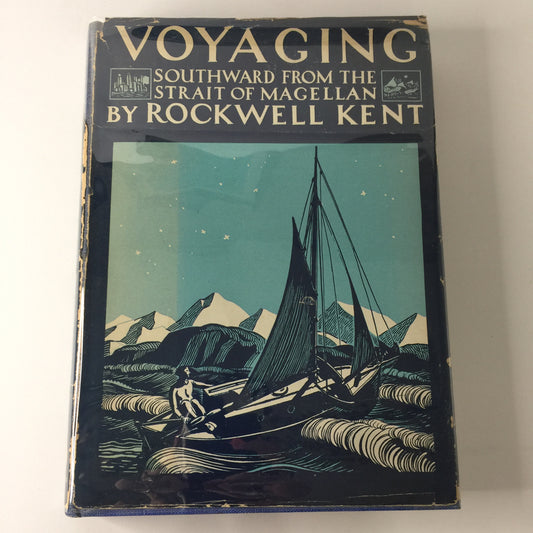 VOYAGING
SOUTHWARD FROM THE
STRAIT OF MAGELLAN
BY ROCKWELL KENT